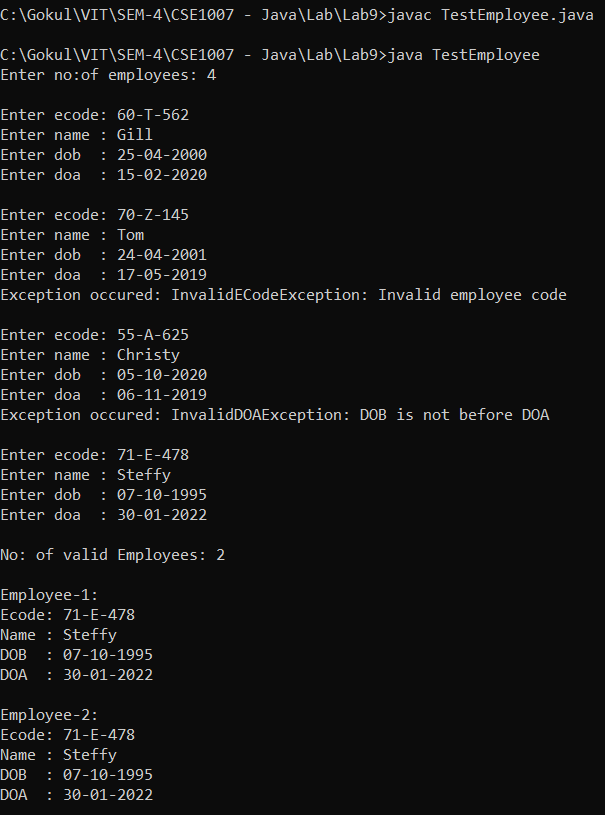 C:\Gokul\VIT\SEM-4\CSE1007 - Java\Lab\Lab9>javac TestEmployee.java
C:\Gokul\VIT\SEM-4\CSE1007 - Java\Lab\Lab9>java TestEmployee
Enter no:of employees: 4
Enter ecode: 60-T-562
Enter name : Gill
Enter dob  : 25-04-2000
Enter doa  : 15-02-2020
Enter ecode: 70-Z-145
Enter name : Tom
Enter dob  : 24-04-2001
Enter doa  : 17-05-2019
Exception occured: InvalidECodeException: Invalid employee code
Enter ecode: 55-A-625
Enter name : Christy
Enter dob  : 05-10-2020
Enter doa  : 06-11-2019
Exception occured: InvalidDOAException: DOB is not before DOA
Enter ecode: 71-E-478
Enter name : Steffy
Enter dob  : 07-10-1995
Enter doa  : 30-01-2022
No: of valid Employees: 2
Employee-1:
Ecode: 71-E-478
Name : Steffy
DOB  : 07-10-1995
DOA  : 30-01-2022
Employee-2:
Ecode: 71-E-478
Name : Steffy
DOB  : 07-10-1995
DOA  : 30-01-2022